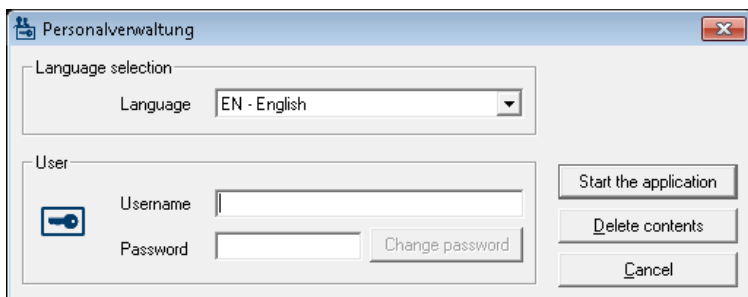 Personalverwaltung
Language selection
Language EN - English
User
Username
Password Change password
Start the application
Delete contents
Cancel